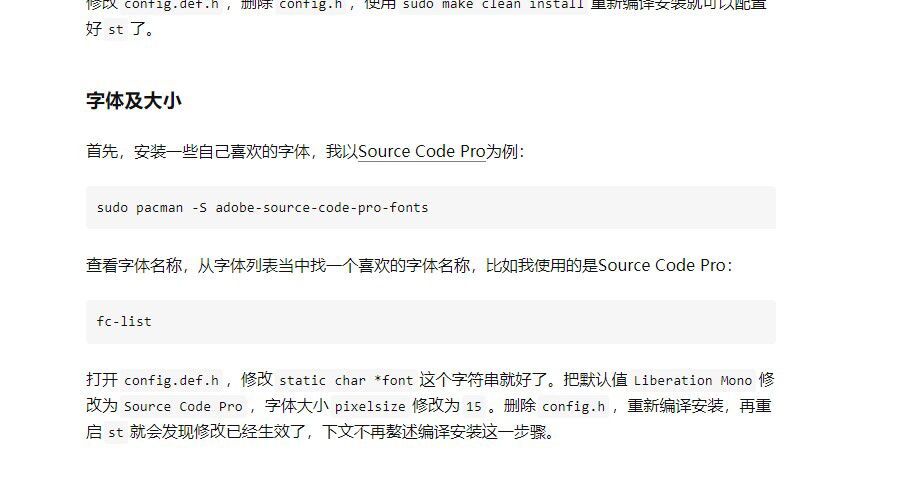 修改 config.def.h ，删除 config.h ，使用 sudo make clean install 重新编译安装就可以配置
好 st 了。
字体及大小
首先，安装一些自己喜欢的字体，我以Source Code Pro为例：
sudo pacman -S adobe-source-code-pro-fonts
查看字体名称，从字体列表当中找一个喜欢的字体名称，比如我使用的是Source Code Pro：
fc-list
打开 config.def.h ，修改 static char *font 这个字符串就好了。把默认值 Liberation Mono 修
改为 Source Code Pro ，字体大小 pixelsize 修改为 15 。删除 config.h ，重新编译安装，再重
启 st 就会发现修改已经生效了，下文不再鳌述编译安装这一步骤。